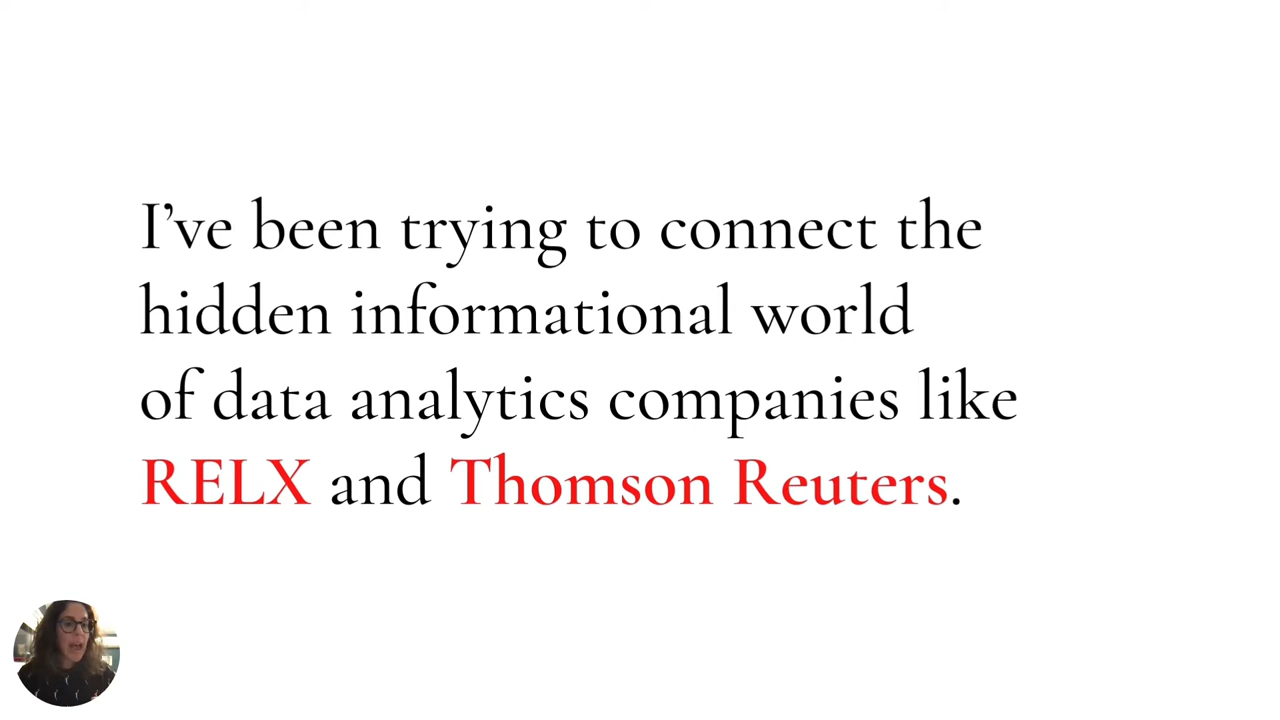 I’ve been trying to connect the
hidden informational world
of data analytics companies like
RELX and Thomson Reuters.